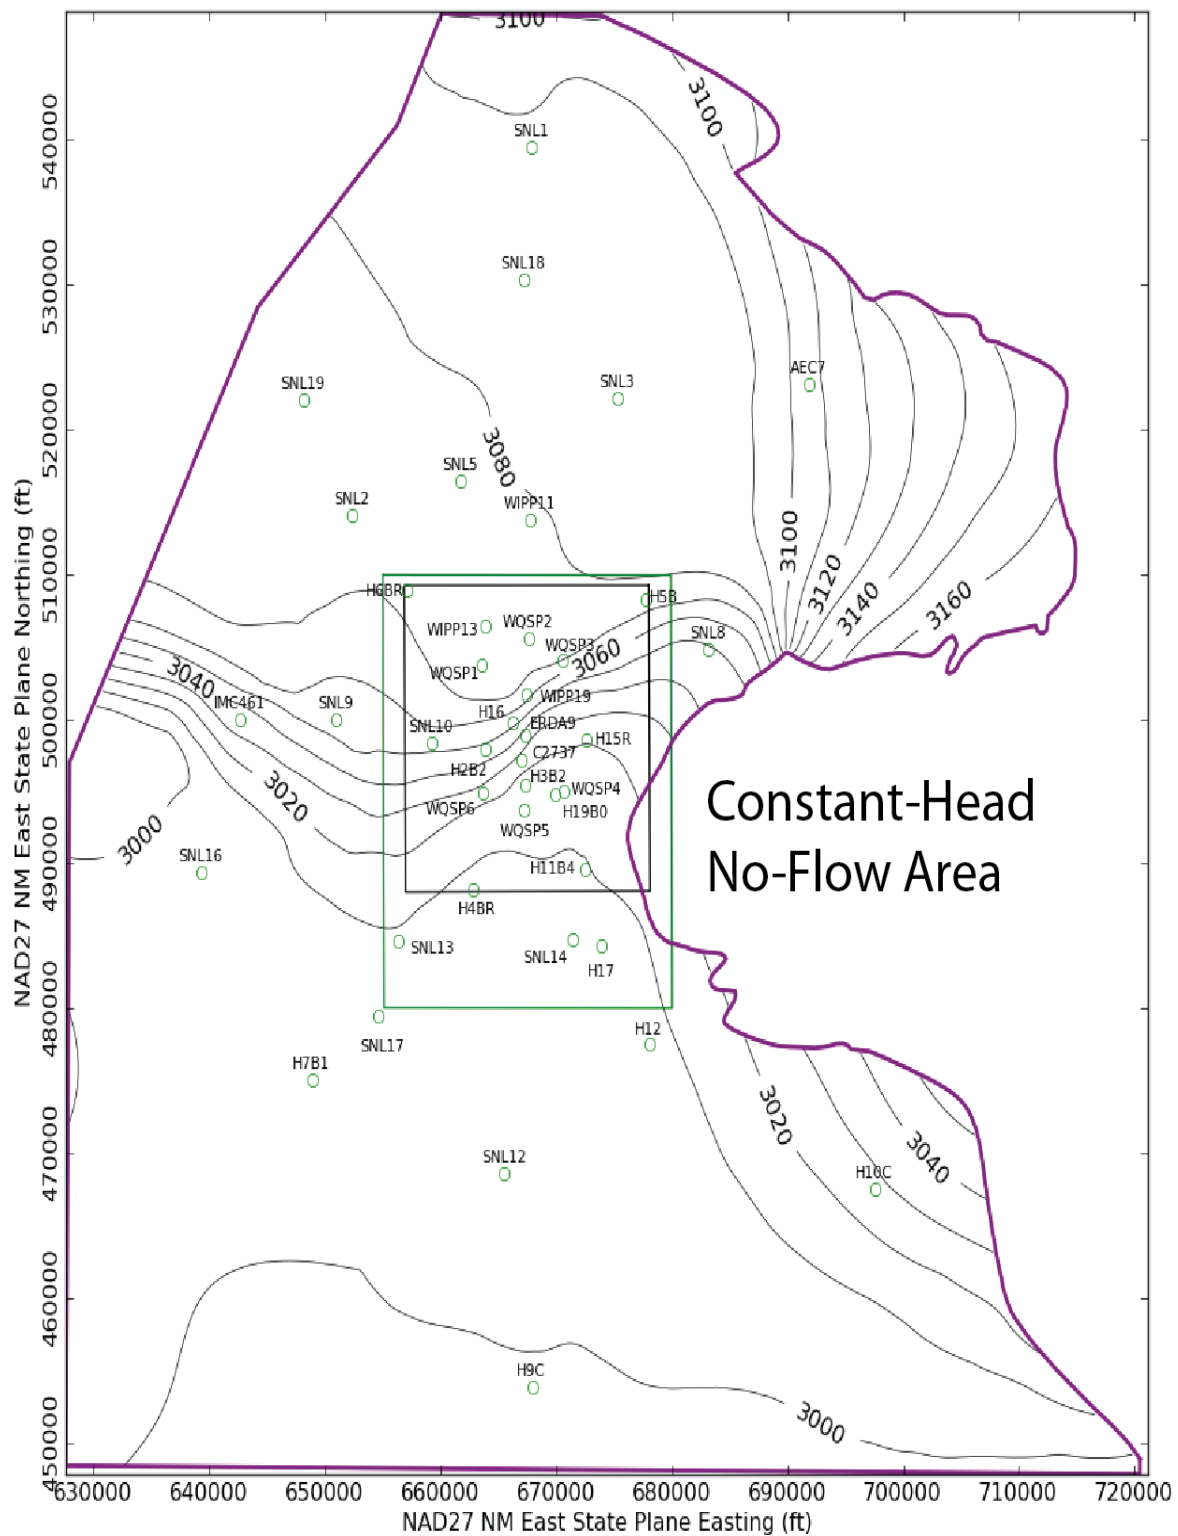 3100
3100
SNL1
540000
SNL18
530000
AEC7
SNL19
SNL3
520000
3080
SNL5
SNL2
WIPP11
3100
510000
3120
H6BR
H5B
3140
3160
WIPP13
WQSP2
SNL8
WQSP3
3060
WQSP1
3040
IMC461
SNL9
WIPP19
500000
H16
SNL10
ERDA9
H15R
C2737
H2B2
H3B2
3020
WQSP4
WQSP6
H19B0
WQSP5
3000
Constant-Head
No-Flow Area
SNL16
490000
H11B4
H4BR
SNL13
SNL14
H17
480000
H12
SNL17
H7B1
3020
470000
SNL12
3040
H10C
460000
H9C
3000
450000
NAD27 NM East State Plane Northing (ft)
630000 640000 650000 660000 670000 680000 690000 700000 710000 720000
NAD27 NM East State Plane Easting (ft)